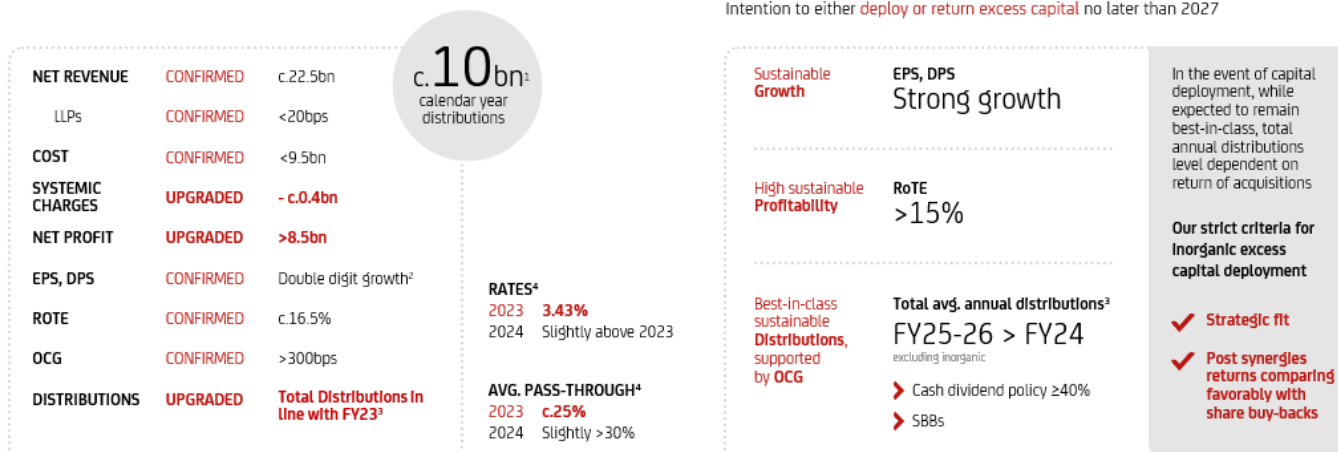 Intention to either deploy or return excess capital no later than 2027
c.10bn¹
calendar year
distributions
NET REVENUE CONFIRMED c.22.5bn
LLPs CONFIRMED <20bps
COST CONFIRMED <9.5bn
SYSTEMIC
CHARGES UPGRADED - c.0.4bn
NET PROFIT UPGRADED >8.5bn
EPS, DPS CONFIRMED Double digit growth²
ROTE CONFIRMED c.16.5%
OCG CONFIRMED >300bps
DISTRIBUTIONS UPGRADED Total Distributions in
line with FY23³
RATES⁴
2023 3.43%
2024 Slightly above 2023
AVG. PASS-THROUGH⁴
2023 c.25%
2024 Slightly >30%
Sustainable
Growth
EPS, DPS
Strong growth
High sustainable
Profitability
RoTE
>15%
Best-in-class
sustainable
Distributions,
supported
by OCG
Total avg. annual distributions³
FY25-26 > FY24
excluding inorganic
Cash dividend policy ≥40%
SBBs
In the event of capital
deployment, while
expected to remain
best-in-class, total
annual distributions
level dependent on
return of acquisitions
Our strict criteria for
inorganic excess
capital deployment
Strategic fit
Post synergies
returns comparing
favorably with
share buy-backs